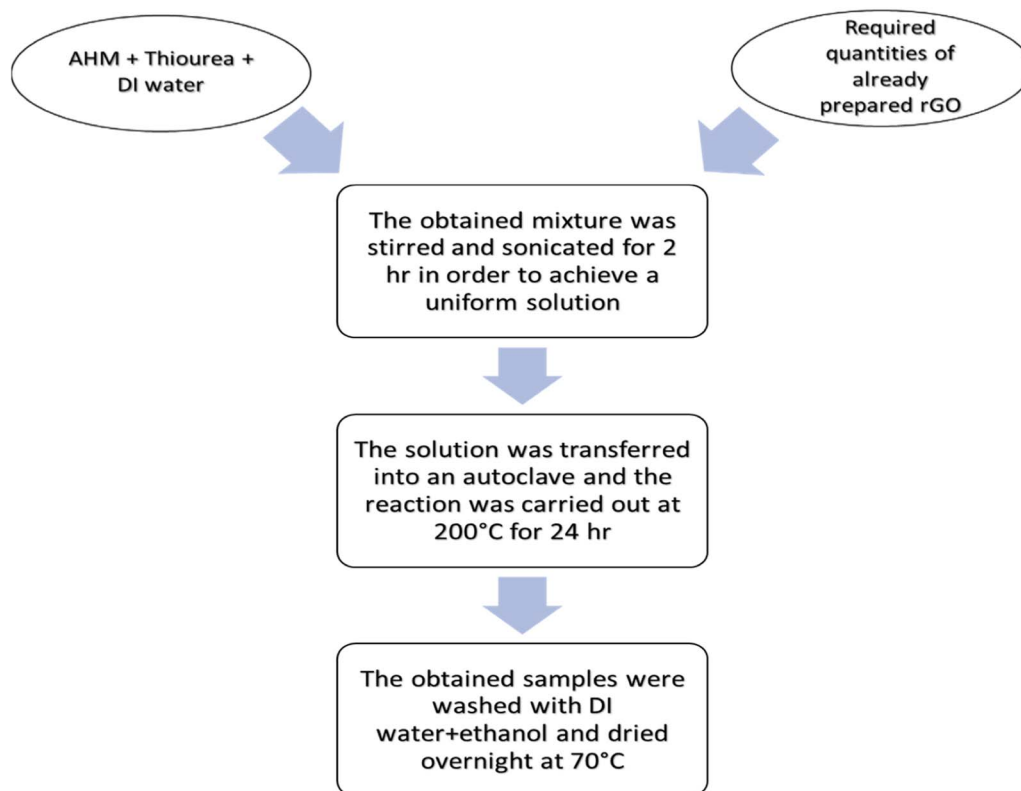 AHM + Thiourea +
DI water
Required
quantities of
already
prepared rGO
The obtained mixture was
stirred and sonicated for 2
hr in order to achieve a
uniform solution
The solution was transferred
into an autoclave and the
reaction was carried out at
200°C for 24 hr
The obtained samples were
washed with DI
water+ethanol and dried
overnight at 70°C